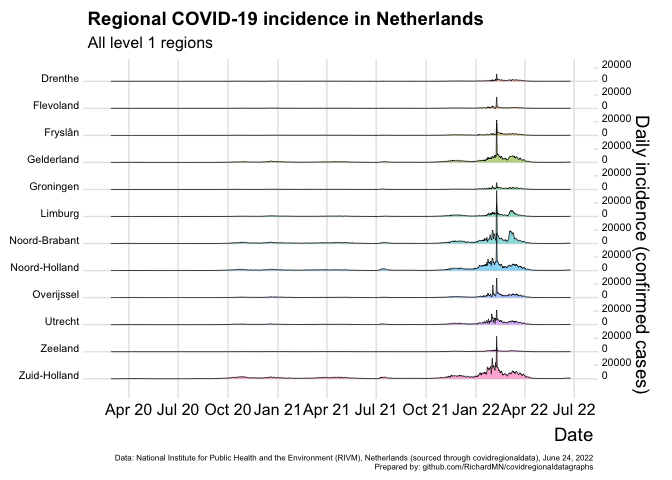 Regional COVID-19 incidence in Netherlands
All level 1 regions
Drenthe
Flevoland
Fryslân
Gelderland
Groningen
Limburg
Noord-Brabant
Noord-Holland
Overijssel
Utrecht
Zeeland
Zuid-Holland
20000
0
20000
0
20000
0
20000
0
20000
0
20000
0
20000
0
20000
0
20000
0
20000
0
20000
0
20000
0
Daily incidence (confirmed cases)
Apr 20 Jul 20 Oct 20 Jan 21 Apr 21 Jul 21 Oct 21 Jan 22 Apr 22 Jul 22
Date
Data: National Institute for Public Health and the Environment (RIVM), Netherlands (sourced through covidregionaldata), June 24, 2022
Prepared by: github.com/RichardMN/covidregionaldatagraphs